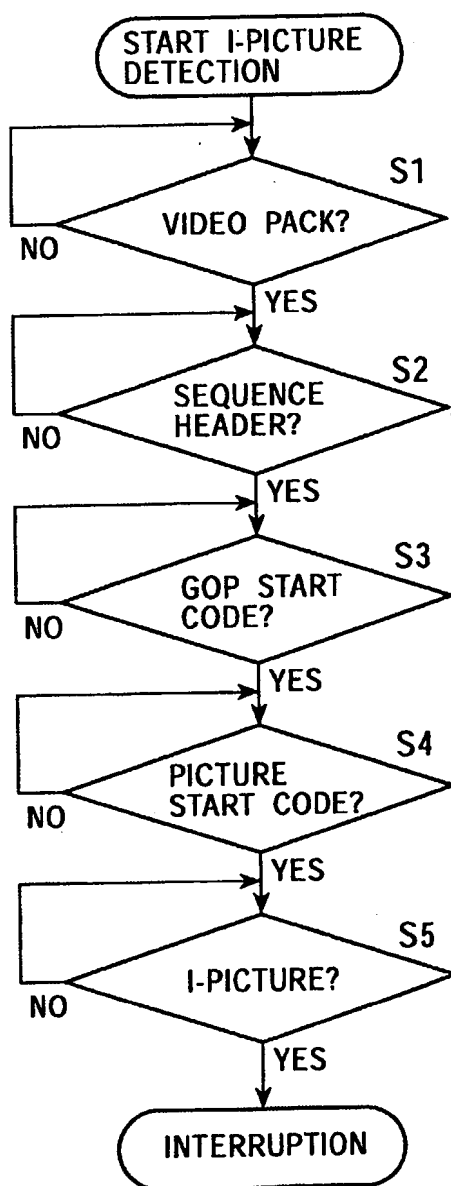 START I-PICTURE
DETECTION
S1
VIDEO PACK?
NO
YES
S2
SEQUENCE
HEADER?
NO
YES
S3
GOP START
CODE?
NO
YES
S4
PICTURE
START CODE?
NO
YES
S5
I-PICTURE?
NO
YES
INTERRUPTION